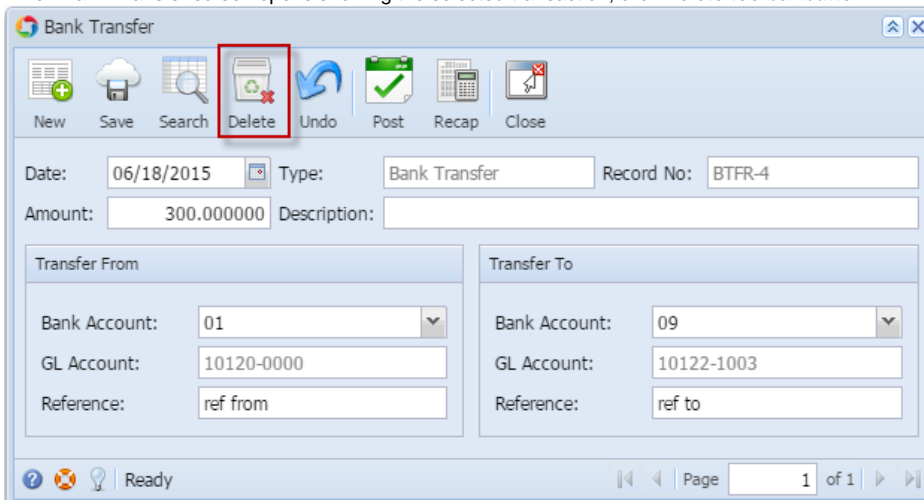 Bank Transfer
New Save Search Delete Undo Post Recap Close
Date: 06/18/2015 Type: Bank Transfer Record No: BTFR-4
Amount: 300.000000 Description:
Transfer From
Bank Account: 01
GL Account: 10120-0000
Reference: ref from
Transfer To
Bank Account: 09
GL Account: 10122-1003
Reference: ref to
Ready Page 1 of 1